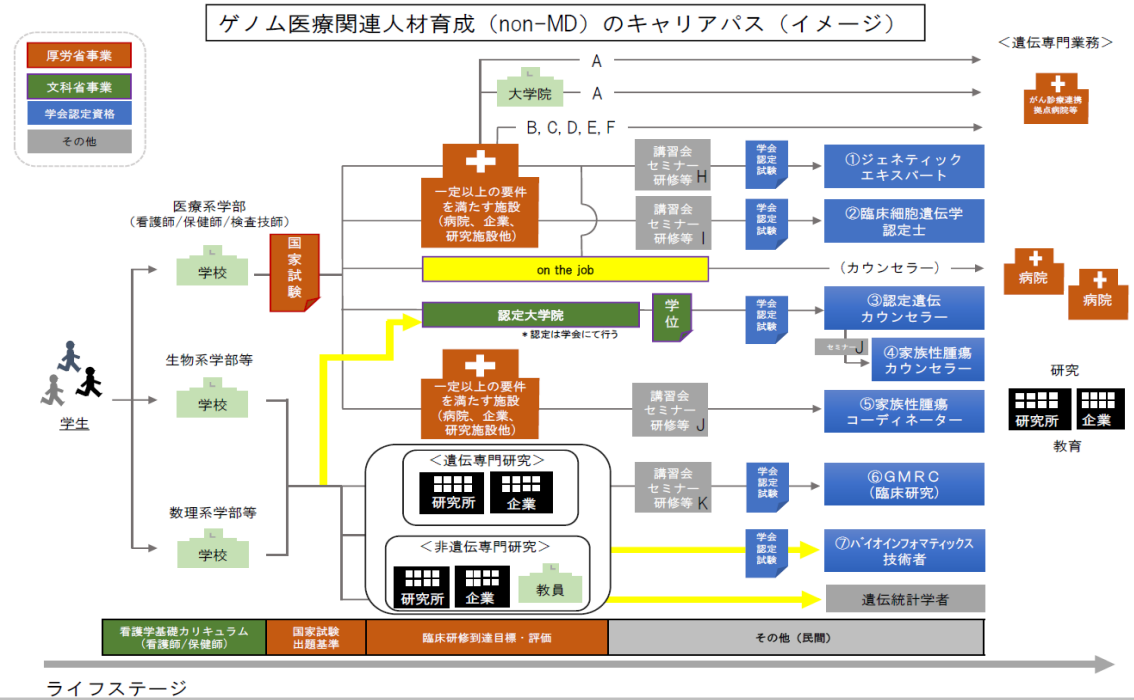 ゲノム医療関連人材育成（non-MD）のキャリアパス（イメージ）
厚労省事業
文科省事業
学会認定資格
その他
＜遺伝専門業務＞
がん診療連携
拠点病院等
A
大学院
A
B, C, D, E, F
一定以上の要件
を満たす施設
(病院、企業、
研究施設他)
講習会
セミナー
研修等 H
学会
認定
試験
①ジェネティック
エキスパート
講習会
セミナー
研修等 I
学会
認定
試験
②臨床細胞遺伝学
認定士
医療系学部
（看護師/保健師/検査技師）
学校
国家試験
on the job
（カウンセラー）
病院
病院
認定大学院
＊認定は学会にて行う
学位
学会
認定
試験
③認定遺伝
カウンセラー
セミナー J
④家族性腫瘍
カウンセラー
学生
生物系学部等
学校
一定以上の要件
を満たす施設
(病院、企業、
研究施設他)
講習会
セミナー
研修等 J
⑤家族性腫瘍
コーディネーター
研究
研究所
企業
教育
＜遺伝専門研究＞
研究所
企業
講習会
セミナー
研修等 K
学会
認定
試験
⑥ＧＭＲＣ
(臨床研究)
数理系学部等
学校
＜非遺伝専門研究＞
研究所
企業
教員
学会
認定
試験
⑦バイオインフォマティックス
技術者
遺伝統計学者
看護学基礎カリキュラム
（看護師/保健師）
国家試験
出題基準
臨床研修到達目標・評価
その他（民間）
ライフステージ